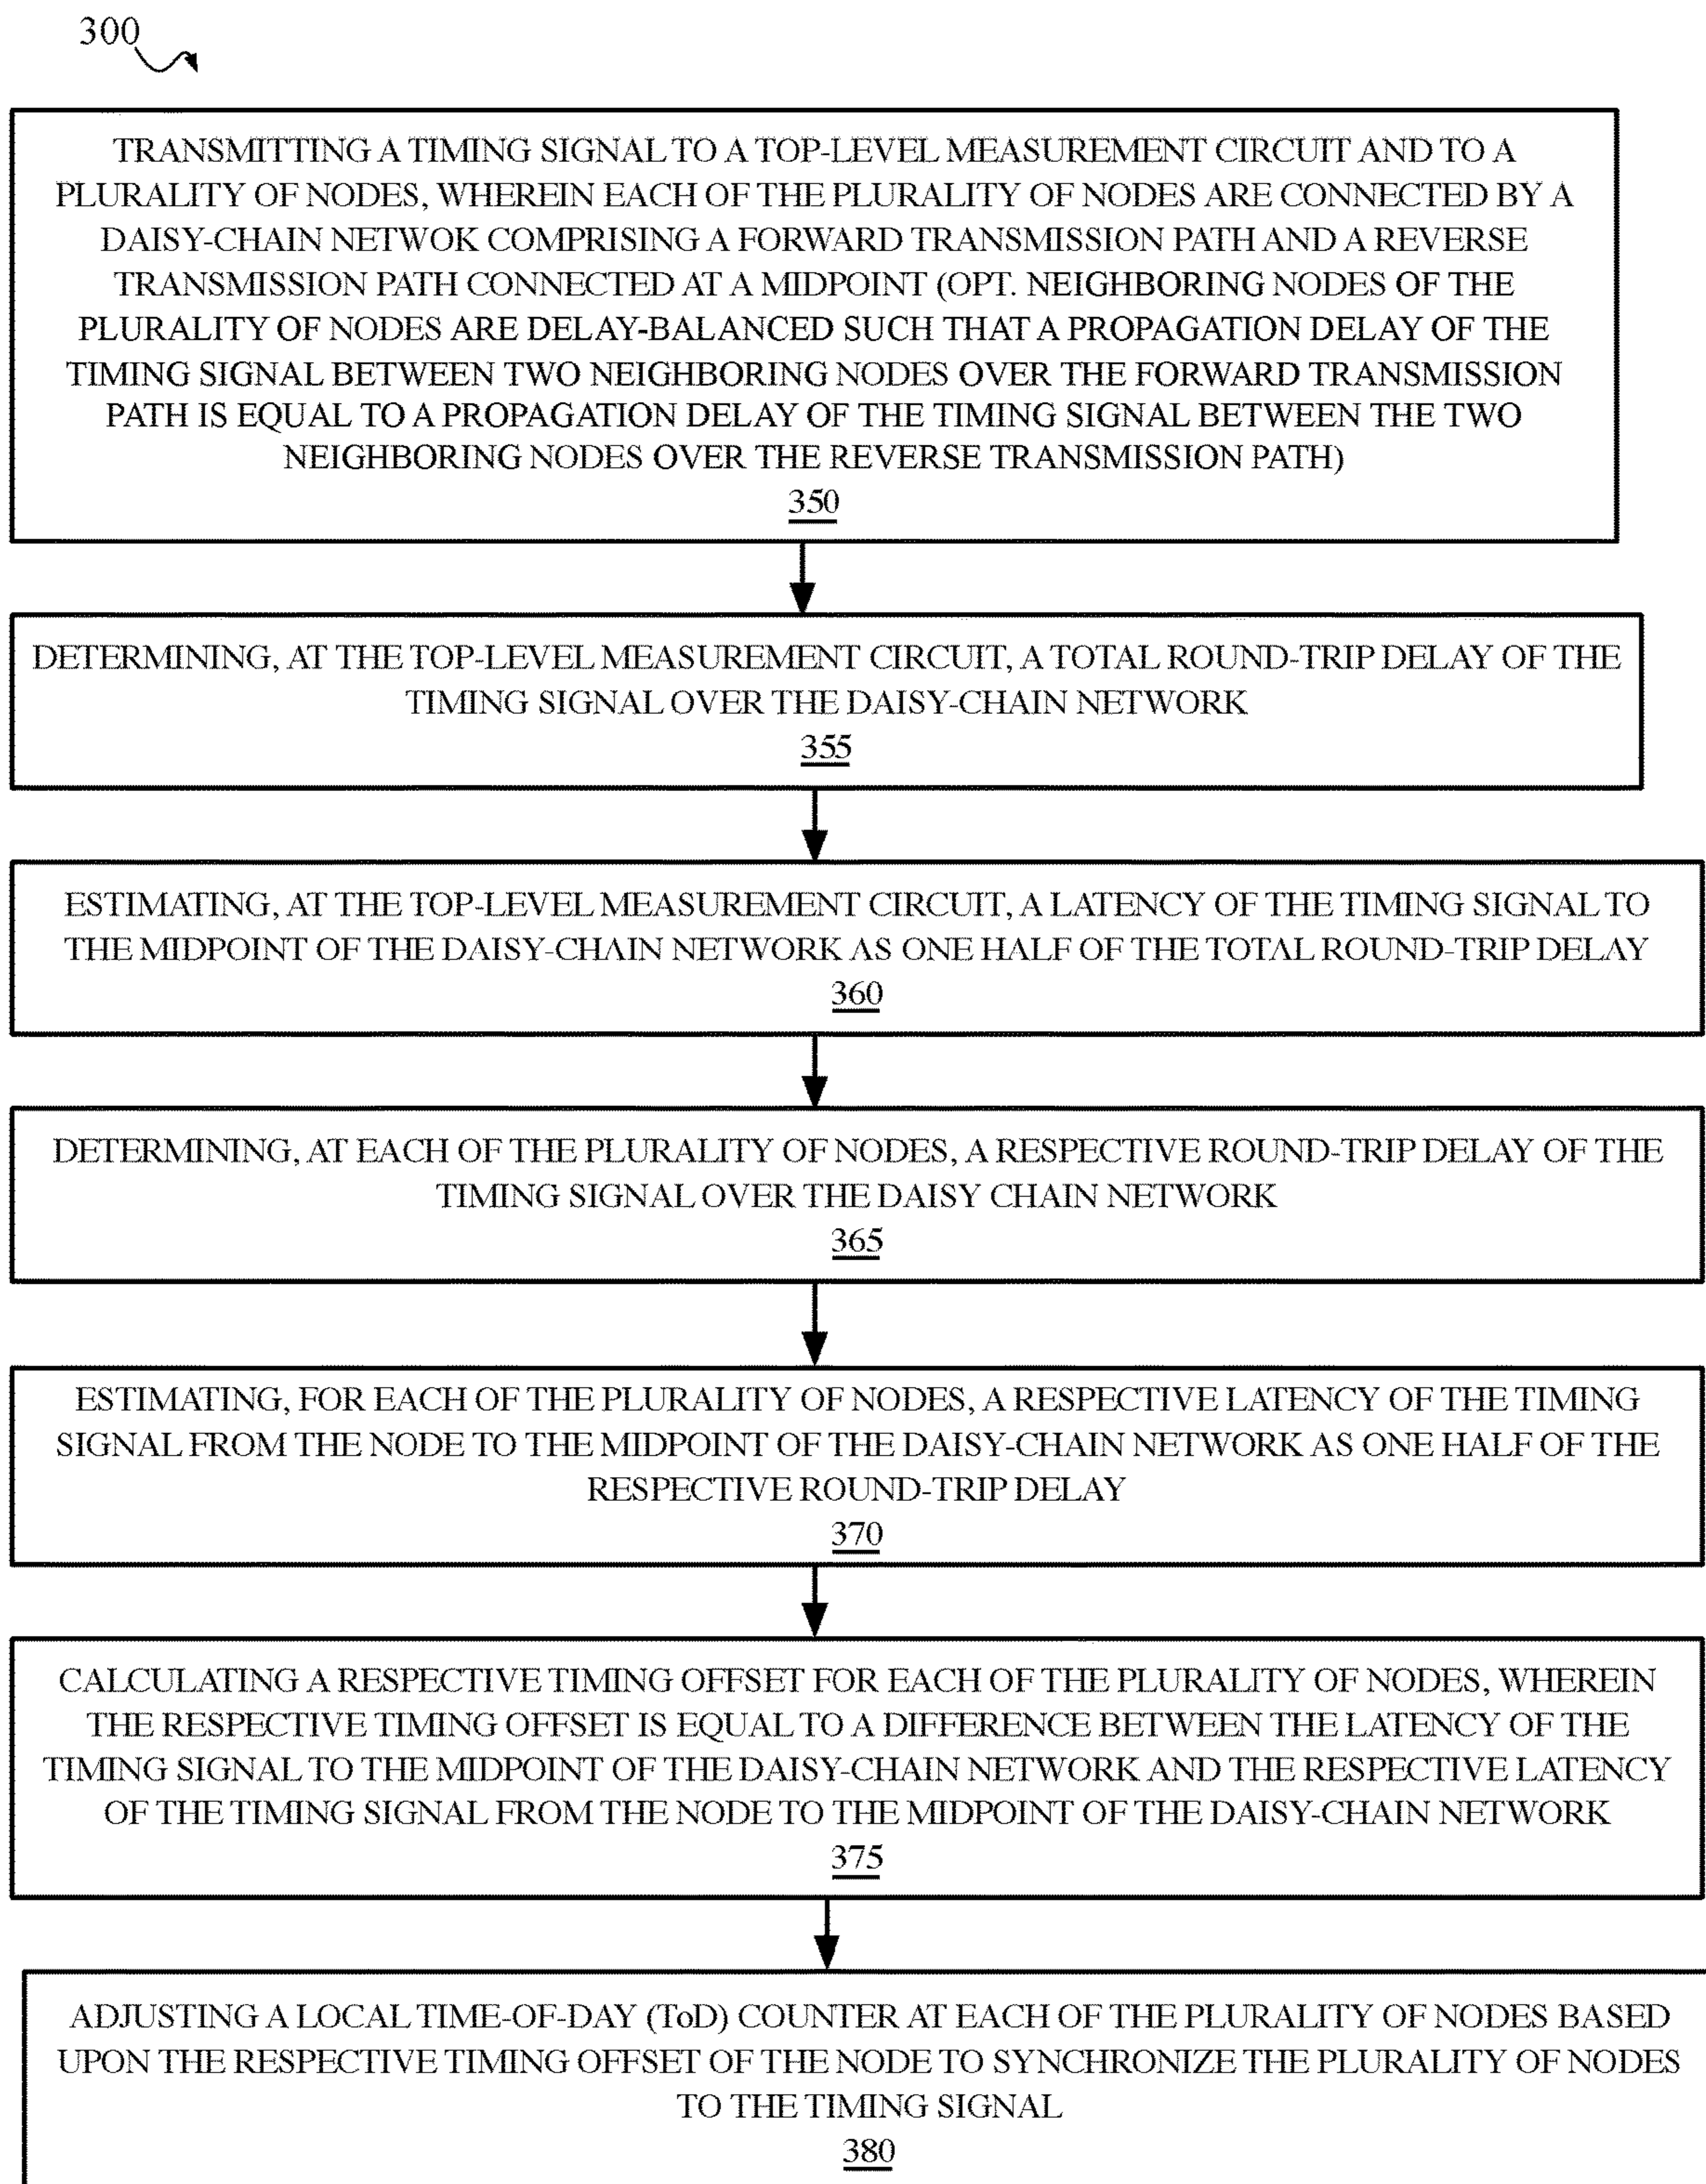 300
TRANSMITTING A TIMING SIGNAL TO A TOP-LEVEL MEASUREMENT CIRCUIT AND TO A
PLURALITY OF NODES, WHEREIN EACH OF THE PLURALITY OF NODES ARE CONNECTED BY A
DAISY-CHAIN NETWOK COMPRISING A FORWARD TRANSMISSION PATH AND A REVERSE
TRANSMISSION PATH CONNECTED AT A MIDPOINT (OPT. NEIGHBORING NODES OF THE
PLURALITY OF NODES ARE DELAY-BALANCED SUCH THAT A PROPAGATION DELAY OF THE
TIMING SIGNAL BETWEEN TWO NEIGHBORING NODES OVER THE FORWARD TRANSMISSION
PATH IS EQUAL TO A PROPAGATION DELAY OF THE TIMING SIGNAL BETWEEN THE TWO
NEIGHBORING NODES OVER THE REVERSE TRANSMISSION PATH)
350
DETERMINING, AT THE TOP-LEVEL MEASUREMENT CIRCUIT, A TOTAL ROUND-TRIP DELAY OF THE
TIMING SIGNAL OVER THE DAISY-CHAIN NETWORK
355
ESTIMATING, AT THE TOP-LEVEL MEASUREMENT CIRCUIT, A LATENCY OF THE TIMING SIGNAL TO
THE MIDPOINT OF THE DAISY-CHAIN NETWORK AS ONE HALF OF THE TOTAL ROUND-TRIP DELAY
360
DETERMINING, AT EACH OF THE PLURALITY OF NODES, A RESPECTIVE ROUND-TRIP DELAY OF THE
TIMING SIGNAL OVER THE DAISY CHAIN NETWORK
365
ESTIMATING, FOR EACH OF THE PLURALITY OF NODES, A RESPECTIVE LATENCY OF THE TIMING
SIGNAL FROM THE NODE TO THE MIDPOINT OF THE DAISY-CHAIN NETWORK AS ONE HALF OF THE
RESPECTIVE ROUND-TRIP DELAY
370
CALCULATING A RESPECTIVE TIMING OFFSET FOR EACH OF THE PLURALITY OF NODES, WHEREIN
THE RESPECTIVE TIMING OFFSET IS EQUAL TO A DIFFERENCE BETWEEN THE LATENCY OF THE
TIMING SIGNAL TO THE MIDPOINT OF THE DAISY-CHAIN NETWORK AND THE RESPECTIVE LATENCY
OF THE TIMING SIGNAL FROM THE NODE TO THE MIDPOINT OF THE DAISY-CHAIN NETWORK
375
ADJUSTING A LOCAL TIME-OF-DAY (ToD) COUNTER AT EACH OF THE PLURALITY OF NODES BASED
UPON THE RESPECTIVE TIMING OFFSET OF THE NODE TO SYNCHRONIZE THE PLURALITY OF NODES
TO THE TIMING SIGNAL
380